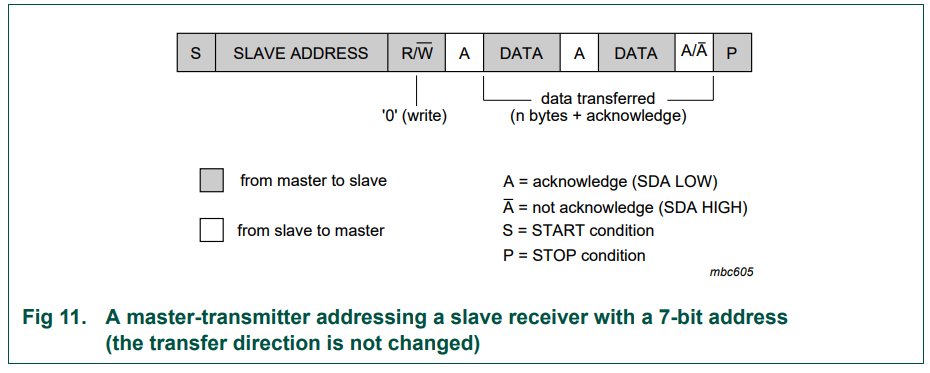 S SLAVE ADDRESS R/W̅ A DATA A DATA A/A̅ P
data transferred
'0' (write) (n bytes + acknowledge)
from master to slave A = acknowledge (SDA LOW)
A̅ = not acknowledge (SDA HIGH)
from slave to master S = START condition
P = STOP condition
mbc605
Fig 11. A master-transmitter addressing a slave receiver with a 7-bit address
(the transfer direction is not changed)